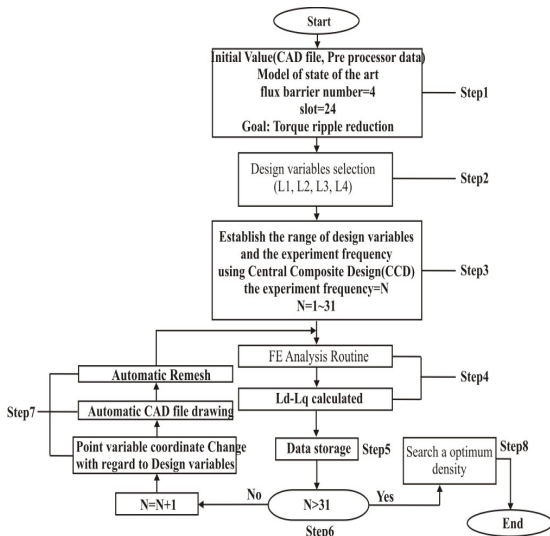 Start
Initial Value(CAD file, Pre processor data)
Model of state of the art
flux barrier number=4
slot=24
Goal: Torque ripple reduction
Step1
Design variables selection
(L1, L2, L3, L4)
Step2
Establish the range of design variables
and the experiment frequency
using Central Composite Design(CCD)
the experiment frequency=N
N=1~31
Step3
FE Analysis Routine
Ld-Lq calculated
Step4
Automatic Remesh
Automatic CAD file drawing
Point variable coordinate Change
with regard to Design variables
Step7
Data storage
Step5
N=N+1
No
N>31
Yes
Step6
Search a optimum
density
Step8
End